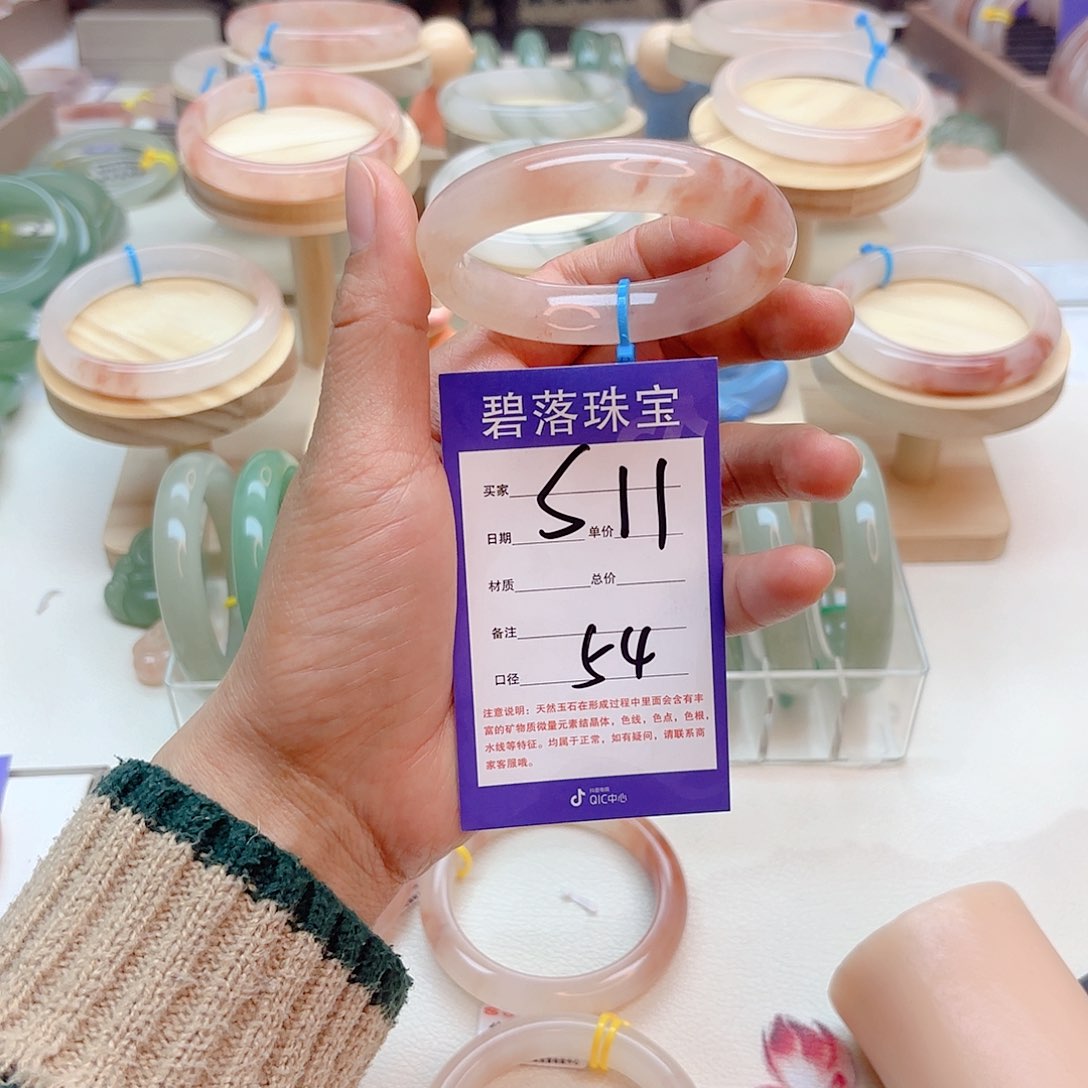 碧落珠宝
买家
511
日期 单价
材质 总价
备注
54
口径
注意说明：天然玉石在形成过程中里面会含有丰
富的矿物质微量元素结晶体，色线，色点，色根，
水线等特征。均属于正常，如有疑问，请联系商
家客服哦。
抖音电商
QIC中心